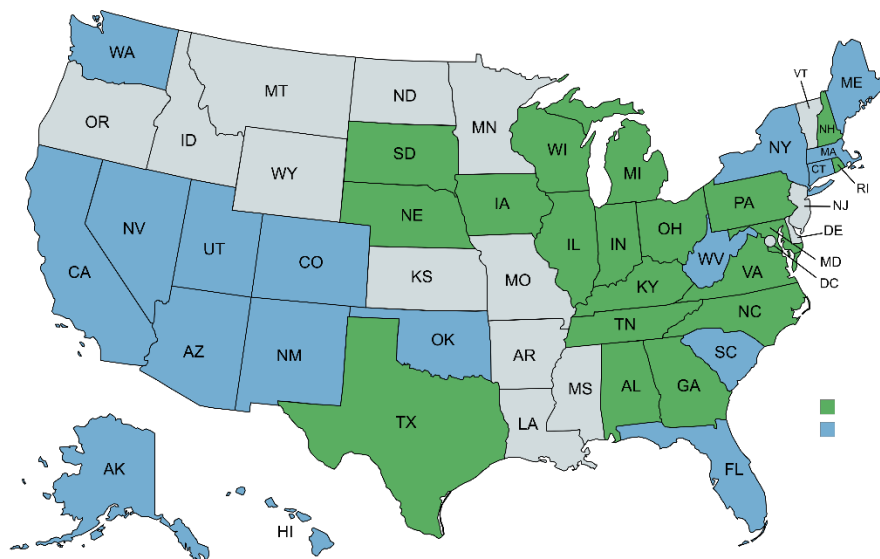 WA
ME
VT
MT
ND
MN
OR
NH
ID
WI
NY
MA
SD
MI
CT
WY
RI
IA
PA
NJ
NE
NV
OH
DE
IL
IN
UT
WV
MD
CA
CO
VA
KS
MO
DC
KY
NC
TN
OK
AZ
NM
AR
SC
MS
AL
GA
TX
LA
AK
FL
HI